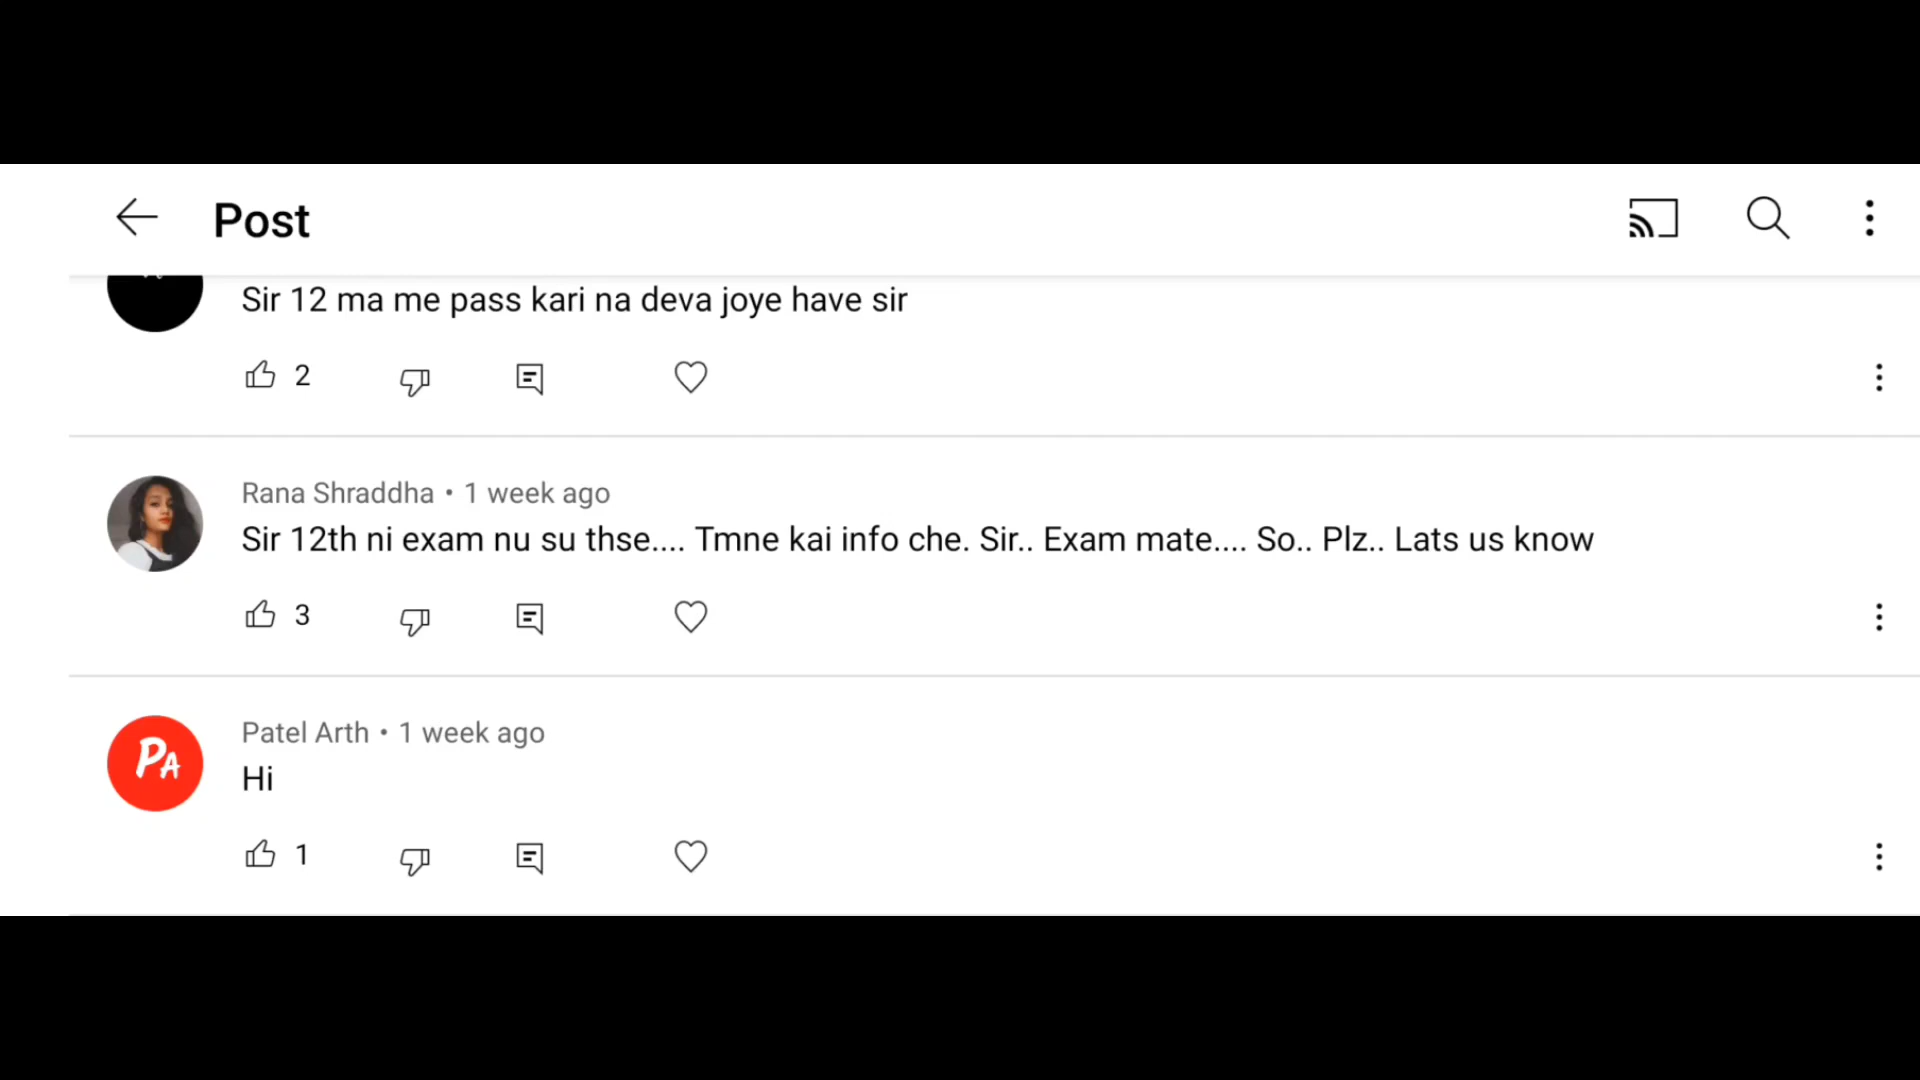 Post
Sir 12 ma me pass kari na deva joye have sir
2
Rana Shraddha • 1 week ago
Sir 12th ni exam nu su thse.... Tmne kai info che. Sir.. Exam mate.... So.. Plz.. Lats us know
3
PA
Patel Arth • 1 week ago
Hi
1